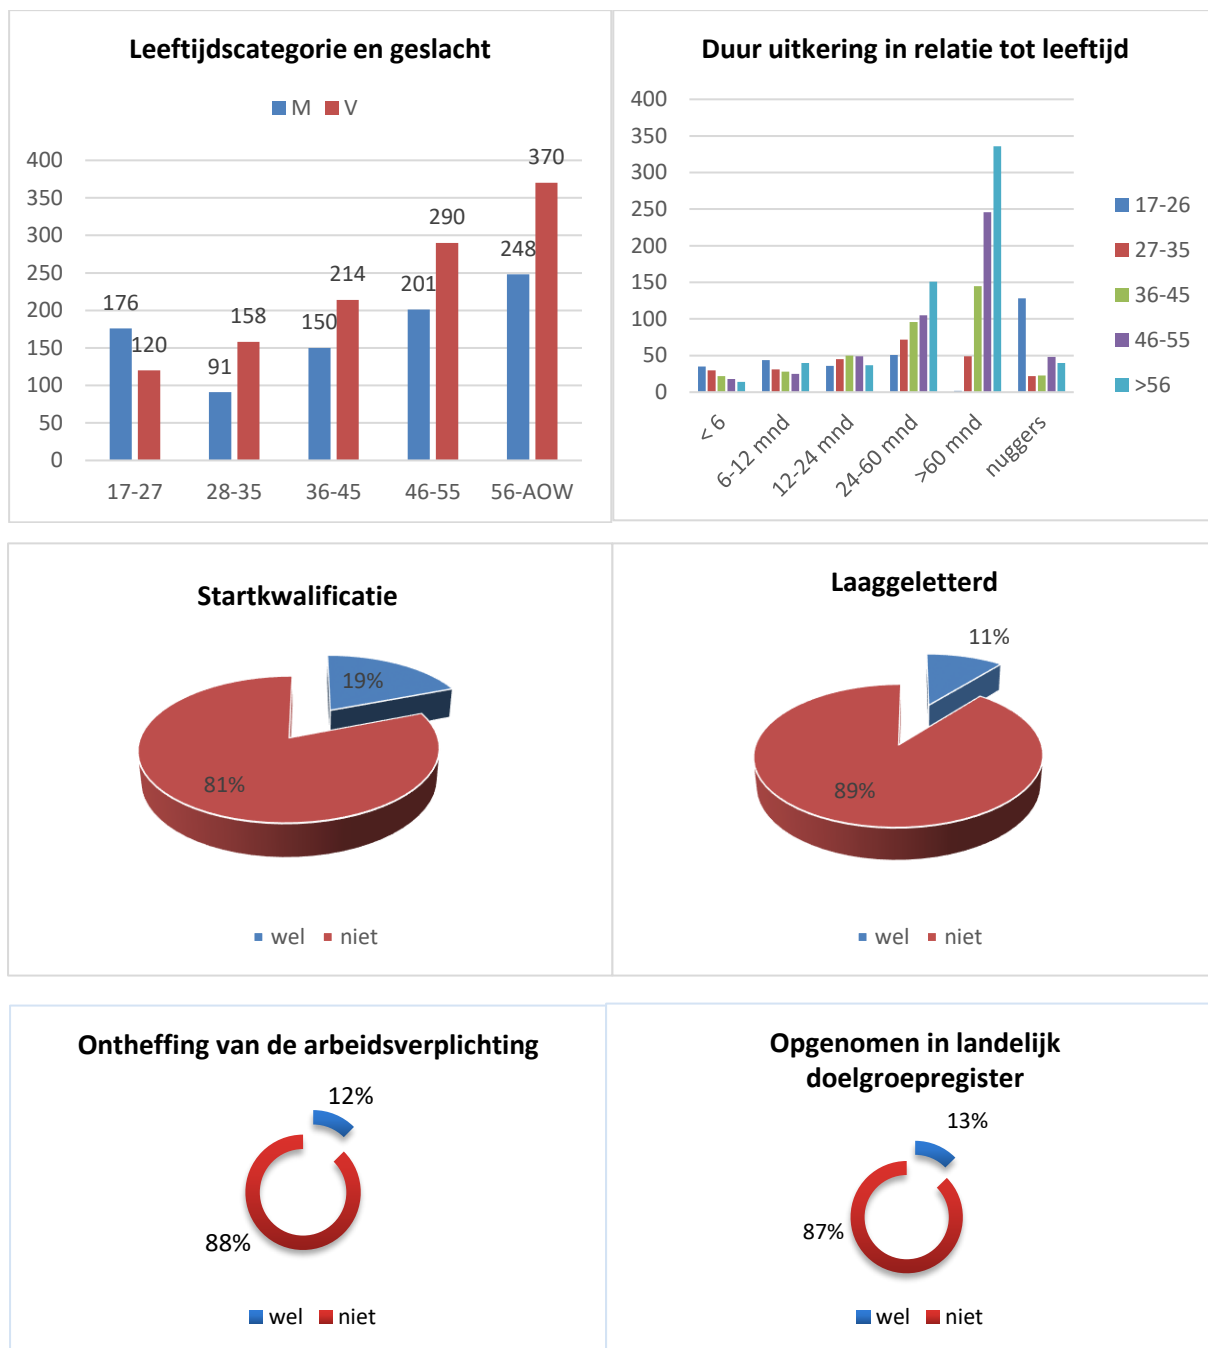 Leeftijdscategorie en geslacht
M V
400
350
300
250
200
150
100
50
0
176
120
91
158
150
214
201
290
248
370
17-27 28-35 36-45 46-55 56-AOW
Duur uitkering in relatie tot leeftijd
400
350
300
250
200
150
100
50
0
< 6
6-12 mnd
12-24 mnd
24-60 mnd
>60 mnd
nuggers
17-26
27-35
36-45
46-55
>56
Startkwalificatie
19%
81%
wel niet
Laaggeletterd
11%
89%
wel niet
Ontheffing van de arbeidsverplichting
12%
88%
wel niet
Opgenomen in landelijk
doelgroepregister
13%
87%
wel niet